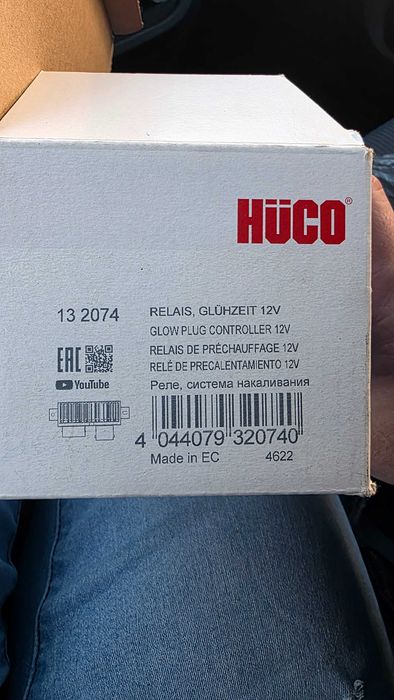 HÜCO®
13 2074
RELAIS, GLÜHZEIT 12V
GLOW PLUG CONTROLLER 12V
RELAIS DE PRÉCHAUFFAGE 12V
RELÉ DE PRECALENTAMIENTO 12V
Реле, система накаливания
EAC
YouTube
4 044079 320740
Made in EC 4622